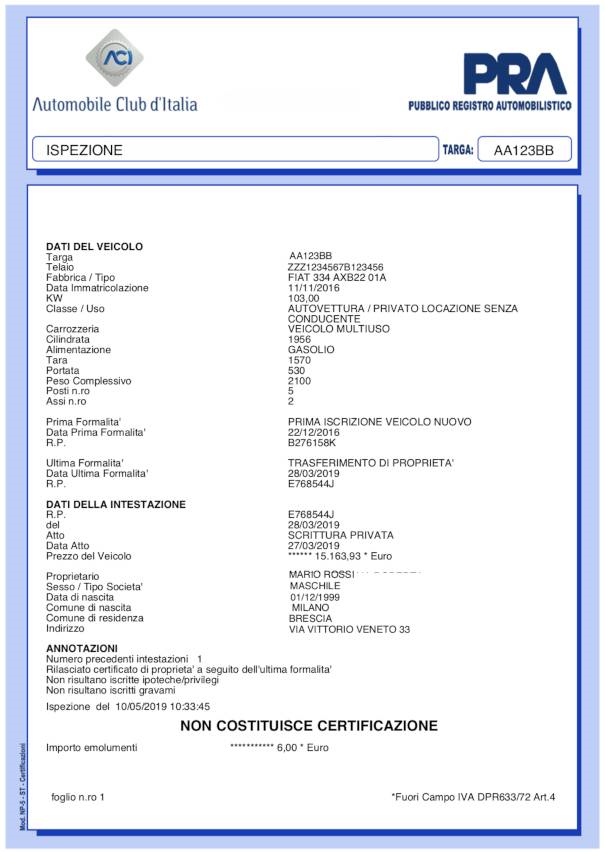 ACI
Automobile Club d'Italia
PRA
PUBBLICO REGISTRO AUTOMOBILISTICO
ISPEZIONE
TARGA: AA123BB
DATI DEL VEICOLO
Targa AA123BB
Telaio ZZZ1234567B123456
Fabbrica / Tipo FIAT 334 AXB22 01A
Data Immatricolazione 11/11/2016
KW 103,00
Classe / Uso AUTOVETTURA / PRIVATO LOCAZIONE SENZA
CONDUCENTE
Carrozzeria VEICOLO MULTIUSO
Cilindrata 1956
Alimentazione GASOLIO
Tara 1570
Portata 530
Peso Complessivo 2100
Posti n.ro 5
Assi n.ro 2
Prima Formalita' PRIMA ISCRIZIONE VEICOLO NUOVO
Data Prima Formalita' 22/12/2016
R.P. B276158K
Ultima Formalita' TRASFERIMENTO DI PROPRIETA'
Data Ultima Formalita' 28/03/2019
R.P. E768544J
DATI DELLA INTESTAZIONE
R.P. E768544J
del 28/03/2019
Atto SCRITTURA PRIVATA
Data Atto 27/03/2019
Prezzo del Veicolo ****** 15.163,93 * Euro
Proprietario MARIO ROSSI
Sesso / Tipo Societa' MASCHILE
Data di nascita 01/12/1999
Comune di nascita MILANO
Comune di residenza BRESCIA
Indirizzo VIA VITTORIO VENETO 33
ANNOTAZIONI
Numero precedenti intestazioni 1
Rilasciato certificato di proprieta' a seguito dell'ultima formalita'
Non risultano iscritte ipoteche/privilegi
Non risultano iscritti gravami
Ispezione del 10/05/2019 10:33:45
NON COSTITUISCE CERTIFICAZIONE
Importo emolumenti *********** 6,00 * Euro
foglio n.ro 1 *Fuori Campo IVA DPR633/72 Art.4
Mod. NP-5 - ST - Certificazioni